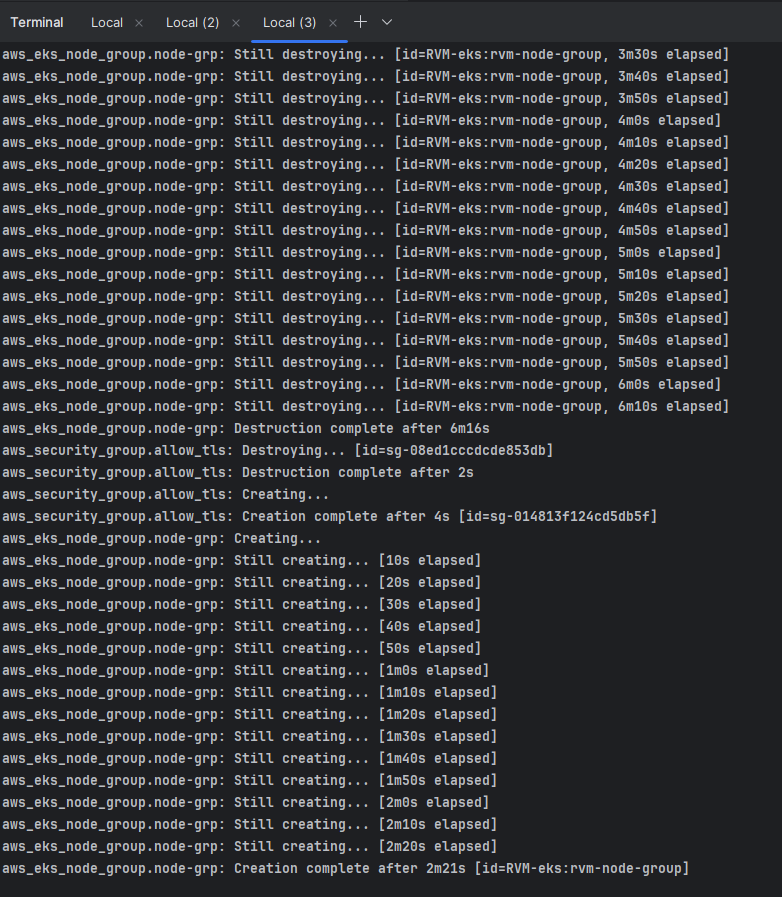 Terminal Local × Local (2) × Local (3) ×
aws_eks_node_group.node-grp: Still destroying... [id=RVM-eks:rvm-node-group, 3m30s elapsed]
aws_eks_node_group.node-grp: Still destroying... [id=RVM-eks:rvm-node-group, 3m40s elapsed]
aws_eks_node_group.node-grp: Still destroying... [id=RVM-eks:rvm-node-group, 3m50s elapsed]
aws_eks_node_group.node-grp: Still destroying... [id=RVM-eks:rvm-node-group, 4m0s elapsed]
aws_eks_node_group.node-grp: Still destroying... [id=RVM-eks:rvm-node-group, 4m10s elapsed]
aws_eks_node_group.node-grp: Still destroying... [id=RVM-eks:rvm-node-group, 4m20s elapsed]
aws_eks_node_group.node-grp: Still destroying... [id=RVM-eks:rvm-node-group, 4m30s elapsed]
aws_eks_node_group.node-grp: Still destroying... [id=RVM-eks:rvm-node-group, 4m40s elapsed]
aws_eks_node_group.node-grp: Still destroying... [id=RVM-eks:rvm-node-group, 4m50s elapsed]
aws_eks_node_group.node-grp: Still destroying... [id=RVM-eks:rvm-node-group, 5m0s elapsed]
aws_eks_node_group.node-grp: Still destroying... [id=RVM-eks:rvm-node-group, 5m10s elapsed]
aws_eks_node_group.node-grp: Still destroying... [id=RVM-eks:rvm-node-group, 5m20s elapsed]
aws_eks_node_group.node-grp: Still destroying... [id=RVM-eks:rvm-node-group, 5m30s elapsed]
aws_eks_node_group.node-grp: Still destroying... [id=RVM-eks:rvm-node-group, 5m40s elapsed]
aws_eks_node_group.node-grp: Still destroying... [id=RVM-eks:rvm-node-group, 5m50s elapsed]
aws_eks_node_group.node-grp: Still destroying... [id=RVM-eks:rvm-node-group, 6m0s elapsed]
aws_eks_node_group.node-grp: Still destroying... [id=RVM-eks:rvm-node-group, 6m10s elapsed]
aws_eks_node_group.node-grp: Destruction complete after 6m16s
aws_security_group.allow_tls: Destroying... [id=sg-08ed1cccdcde853db]
aws_security_group.allow_tls: Destruction complete after 2s
aws_security_group.allow_tls: Creating...
aws_security_group.allow_tls: Creation complete after 4s [id=sg-014813f124cd5db5f]
aws_eks_node_group.node-grp: Creating...
aws_eks_node_group.node-grp: Still creating... [10s elapsed]
aws_eks_node_group.node-grp: Still creating... [20s elapsed]
aws_eks_node_group.node-grp: Still creating... [30s elapsed]
aws_eks_node_group.node-grp: Still creating... [40s elapsed]
aws_eks_node_group.node-grp: Still creating... [50s elapsed]
aws_eks_node_group.node-grp: Still creating... [1m0s elapsed]
aws_eks_node_group.node-grp: Still creating... [1m10s elapsed]
aws_eks_node_group.node-grp: Still creating... [1m20s elapsed]
aws_eks_node_group.node-grp: Still creating... [1m30s elapsed]
aws_eks_node_group.node-grp: Still creating... [1m40s elapsed]
aws_eks_node_group.node-grp: Still creating... [1m50s elapsed]
aws_eks_node_group.node-grp: Still creating... [2m0s elapsed]
aws_eks_node_group.node-grp: Still creating... [2m10s elapsed]
aws_eks_node_group.node-grp: Still creating... [2m20s elapsed]
aws_eks_node_group.node-grp: Creation complete after 2m21s [id=RVM-eks:rvm-node-group]